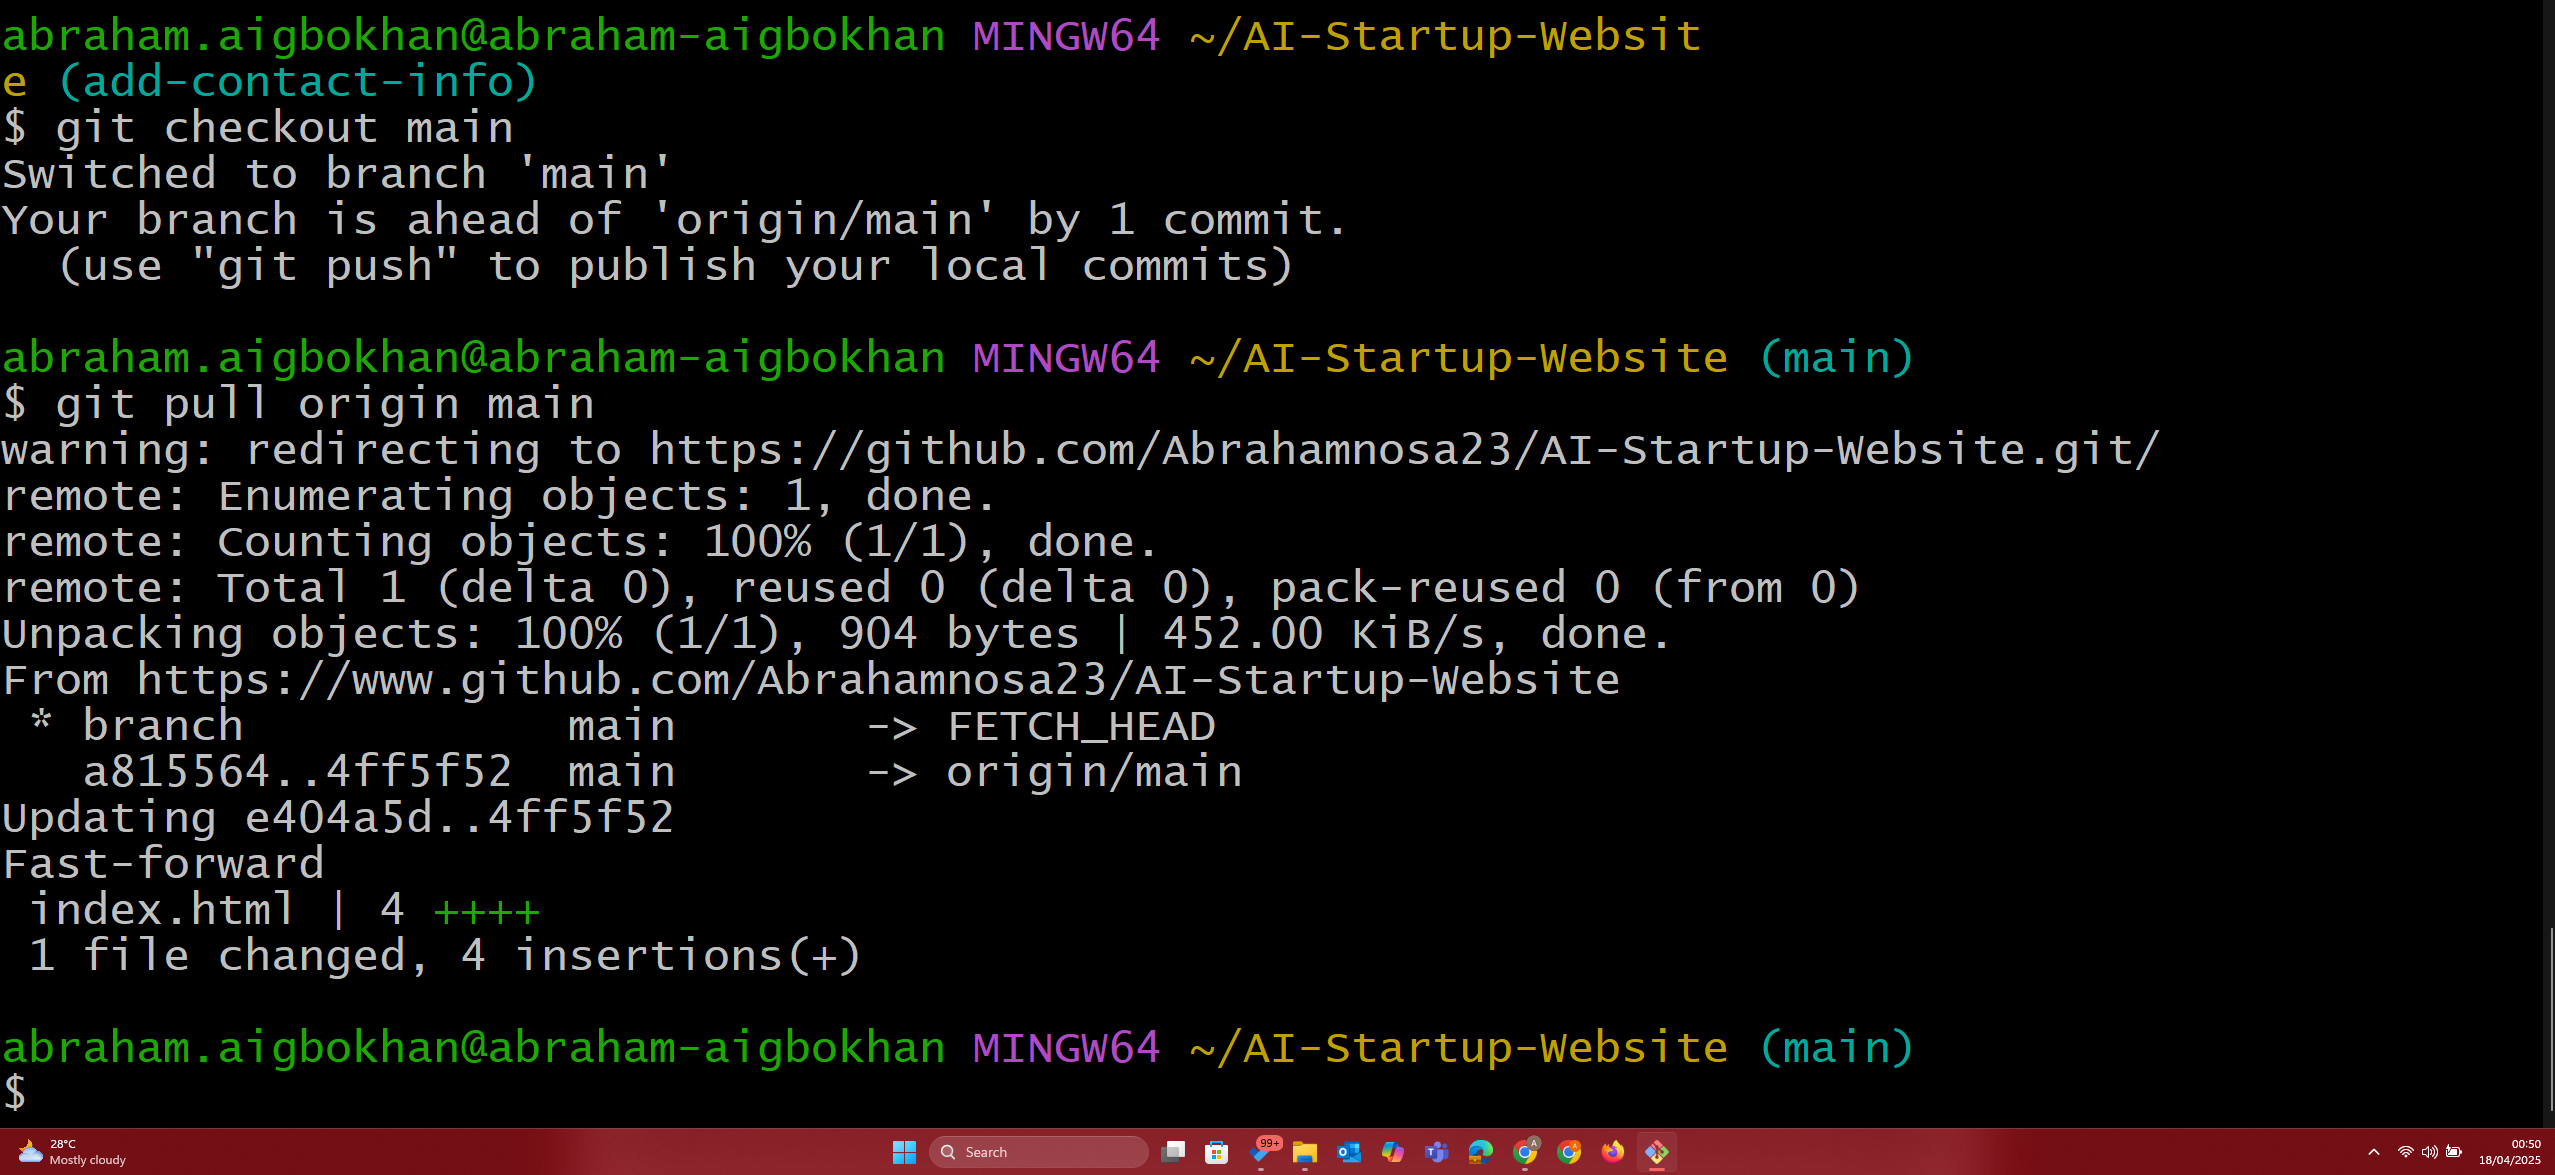 abraham.aigbokhan@abraham-aigbokhan MINGW64 ~/AI-Startup-Websit
e (add-contact-info)
$ git checkout main
Switched to branch 'main'
Your branch is ahead of 'origin/main' by 1 commit.
  (use "git push" to publish your local commits)
abraham.aigbokhan@abraham-aigbokhan MINGW64 ~/AI-Startup-Website (main)
$ git pull origin main
warning: redirecting to https://github.com/Abrahamnosa23/AI-Startup-Website.git/
remote: Enumerating objects: 1, done.
remote: Counting objects: 100% (1/1), done.
remote: Total 1 (delta 0), reused 0 (delta 0), pack-reused 0 (from 0)
Unpacking objects: 100% (1/1), 904 bytes | 452.00 KiB/s, done.
From https://www.github.com/Abrahamnosa23/AI-Startup-Website
 * branch            main       -> FETCH_HEAD
   a815564..4ff5f52  main       -> origin/main
Updating e404a5d..4ff5f52
Fast-forward
 index.html | 4 ++++
 1 file changed, 4 insertions(+)
abraham.aigbokhan@abraham-aigbokhan MINGW64 ~/AI-Startup-Website (main)
$
28°C
Mostly cloudy
Search
99+
00:50
18/04/2025